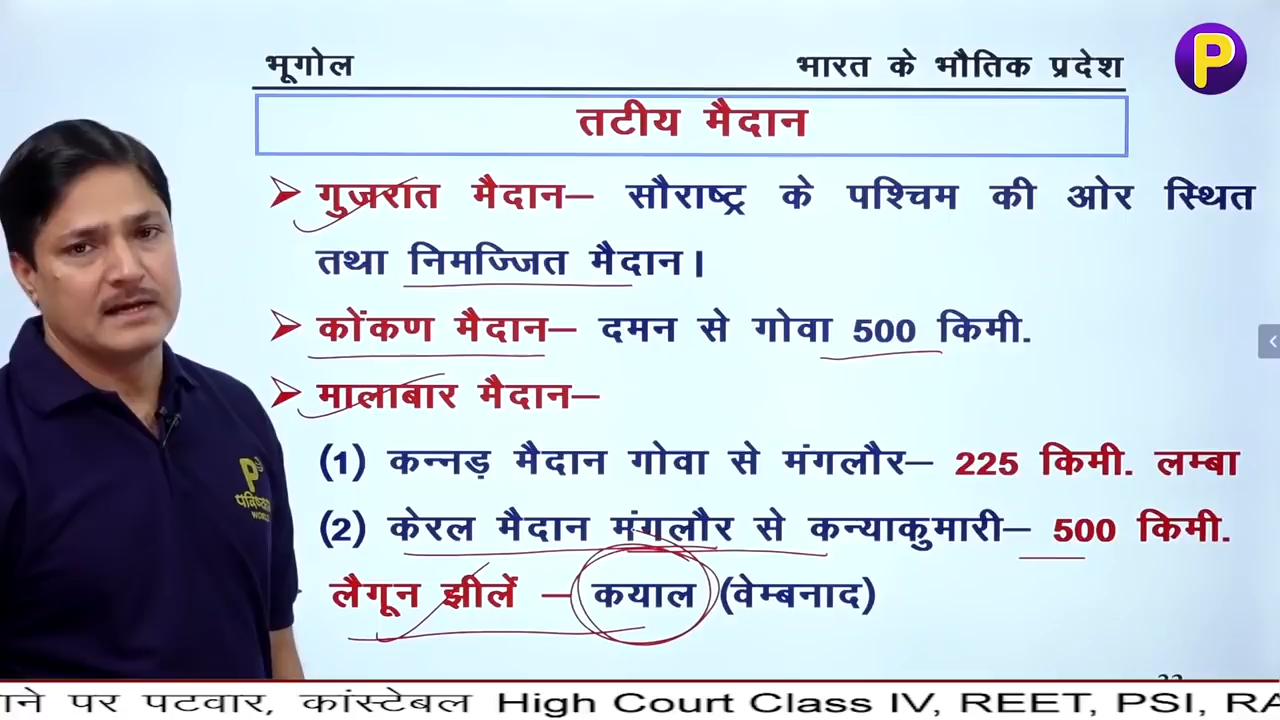 भूगोल
भारत के भौतिक प्रदेश
P
तटीय मैदान
➢ गुजरात मैदान– सौराष्ट्र के पश्चिम की ओर स्थित
तथा निमज्जित मैदान।
➢ कोंकण मैदान– दमन से गोवा 500 किमी.
➢ मालाबार मैदान–
(1) कन्नड़ मैदान गोवा से मंगलौर– 225 किमी. लम्बा
(2) केरल मैदान मंगलौर से कन्याकुमारी– 500 किमी.
लैगून झीलें – कयाल (वेम्बनाद)
पर पटवार, कांस्टेबल High Court Class IV, REET, PSI,